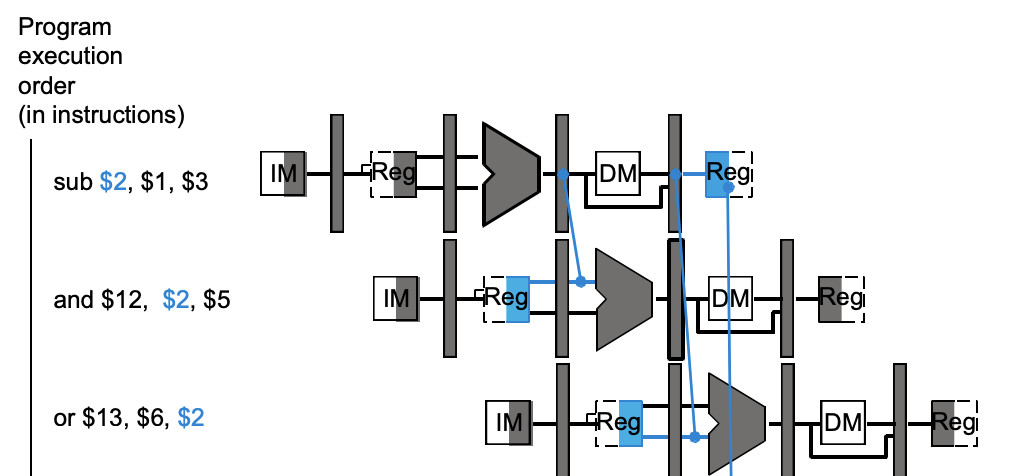 Program
execution
order
(in instructions)
sub $2, $1, $3
IM
Reg
DM
Reg
and $12, $2, $5
IM
Reg
DM
Reg
or $13, $6, $2
IM
Reg
DM
Reg